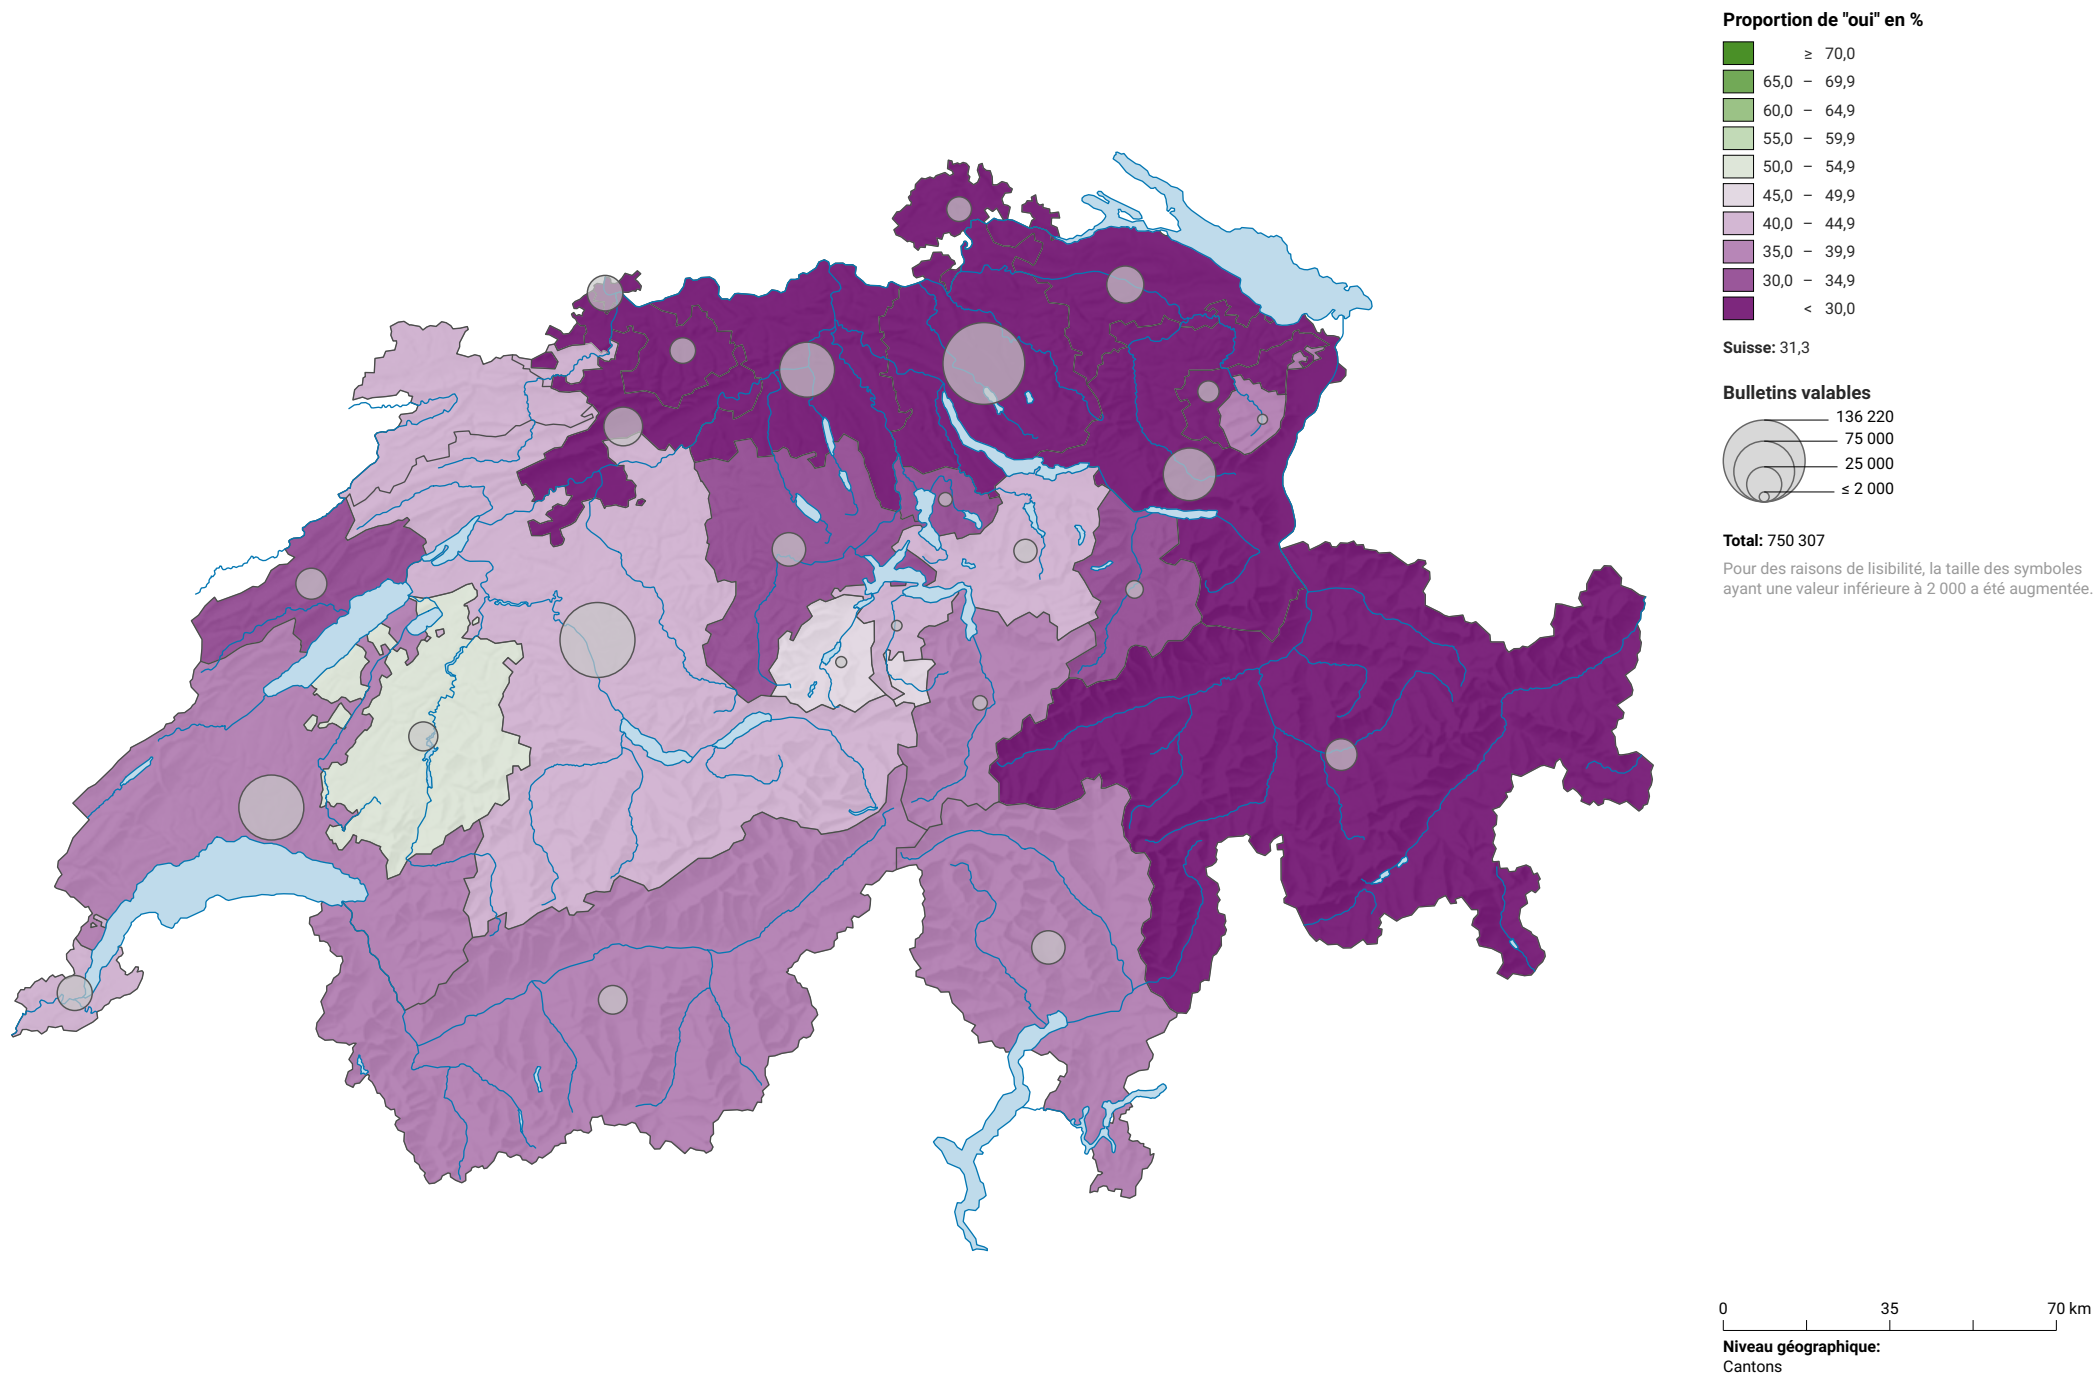 Proportion de "oui" en %
≥ 70,0
65,0 – 69,9
60,0 – 64,9
55,0 – 59,9
50,0 – 54,9
45,0 – 49,9
40,0 – 44,9
35,0 – 39,9
30,0 – 34,9
< 30,0
Suisse: 31,3
Bulletins valables
136 220
75 000
25 000
≤ 2 000
Total: 750 307
Pour des raisons de lisibilité, la taille des symboles
ayant une valeur inférieure à 2 000 a été augmentée.
0 35 70 km
Niveau géographique:
Cantons